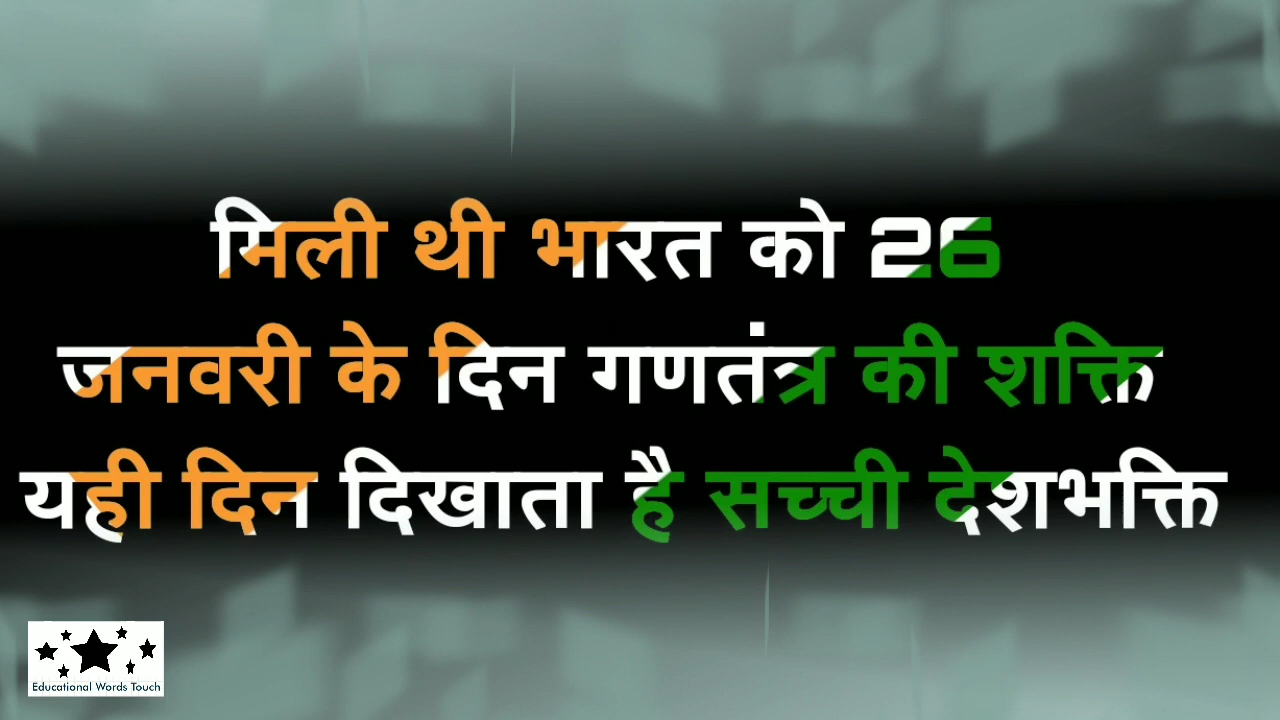 मिली थी भारत को 26
जनवरी के दिन गणतंत्र की शक्ति
यही दिन दिखाता है सच्ची देशभक्ति
Educational Words Touch